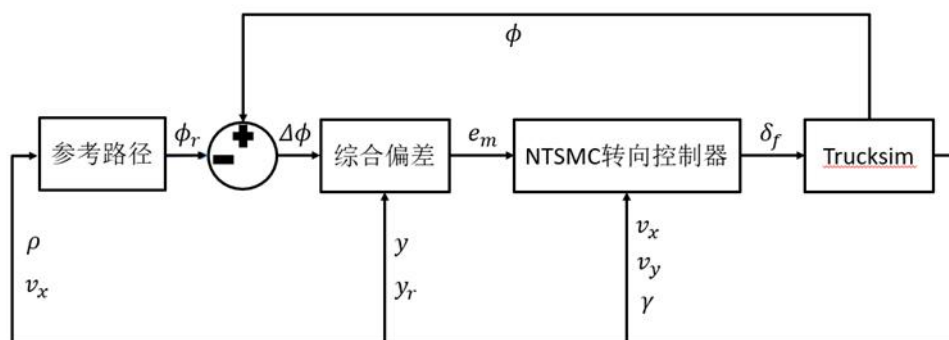 ϕ
参考路径
ϕ_r
Δϕ
综合偏差
e_m
NTSMC转向控制器
δ_f
Trucksim
ρ
v_x
y
y_r
v_x
v_y
γ